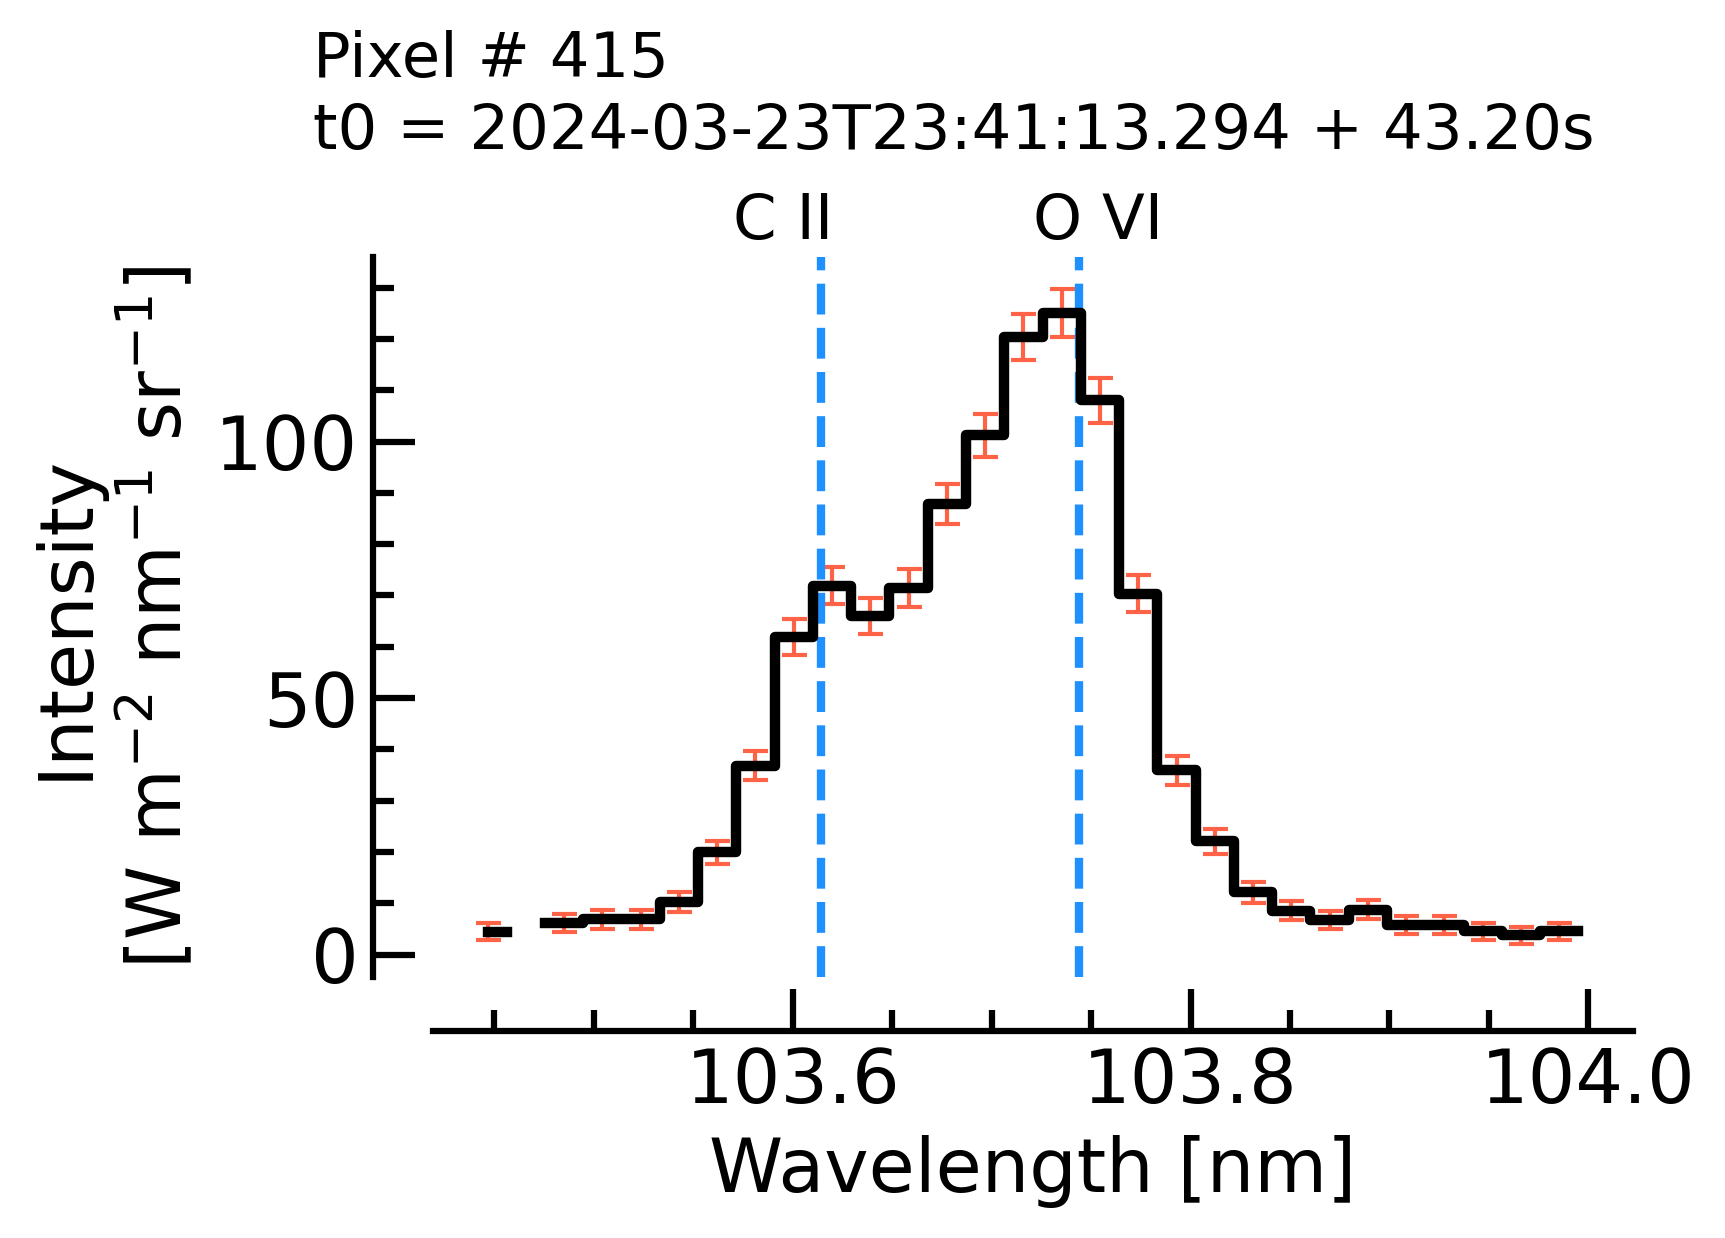 Pixel # 415
t0 = 2024-03-23T23:41:13.294 + 43.20s
C II
O VI
Intensity
[W m⁻² nm⁻¹ sr⁻¹]
100
50
0
103.6
103.8
104.0
Wavelength [nm]